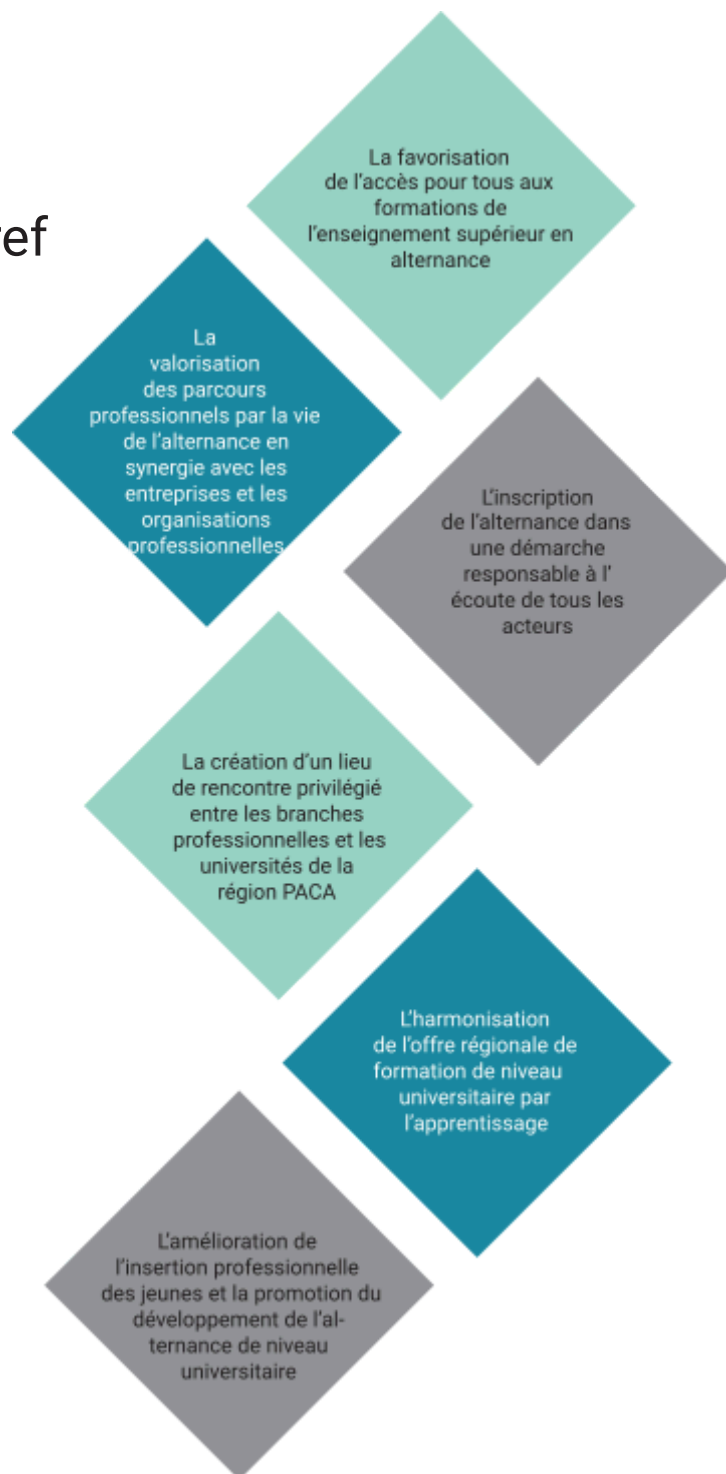 La favorisation
de l'accès pour tous aux
formations de
l'enseignement supérieur en
alternance
ref
La
valorisation
des parcours
professionnels par la vie
de l'alternance en
synergie avec les
entreprises et les
organisations
professionnelles
L'inscription
de l'alternance dans
une démarche
responsable à l'
écoute de tous les
acteurs
La création d'un lieu
de rencontre privilégié
entre les branches
professionnelles et les
universités de la
région PACA
L'harmonisation
de l'offre régionale de
formation de niveau
universitaire par
l'apprentissage
L'amélioration de
l'insertion professionnelle
des jeunes et la promotion du
développement de l'al-
ternance de niveau
universitaire